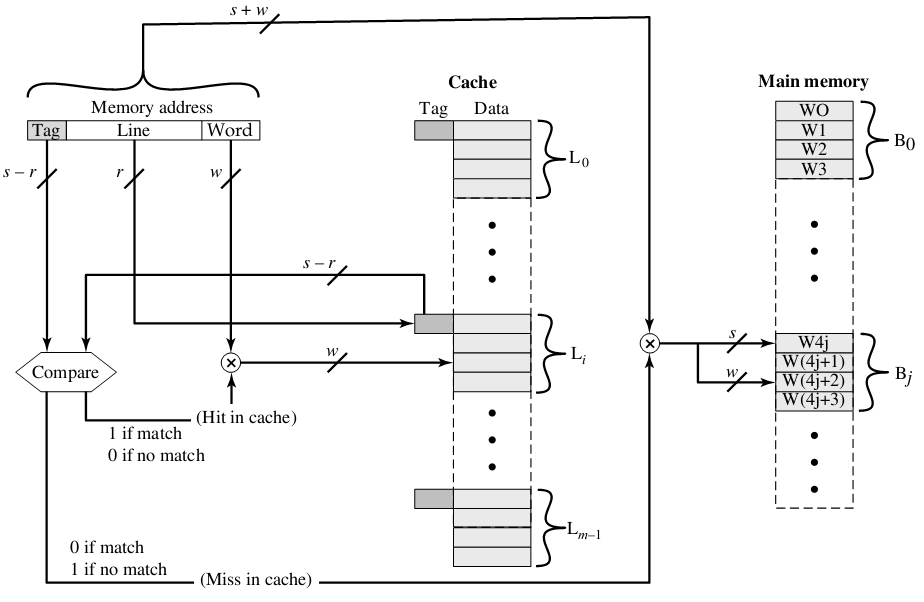 s + w
Cache
Main memory
Memory address
Tag Data
Tag Line Word
WO
W1
W2
W3
B0
L0
s – r
r
w
s – r
Li
w
Compare
s
w
W4j
W(4j+1)
W(4j+2)
W(4j+3)
Bj
(Hit in cache)
1 if match
0 if no match
Lm–1
0 if match
1 if no match
(Miss in cache)